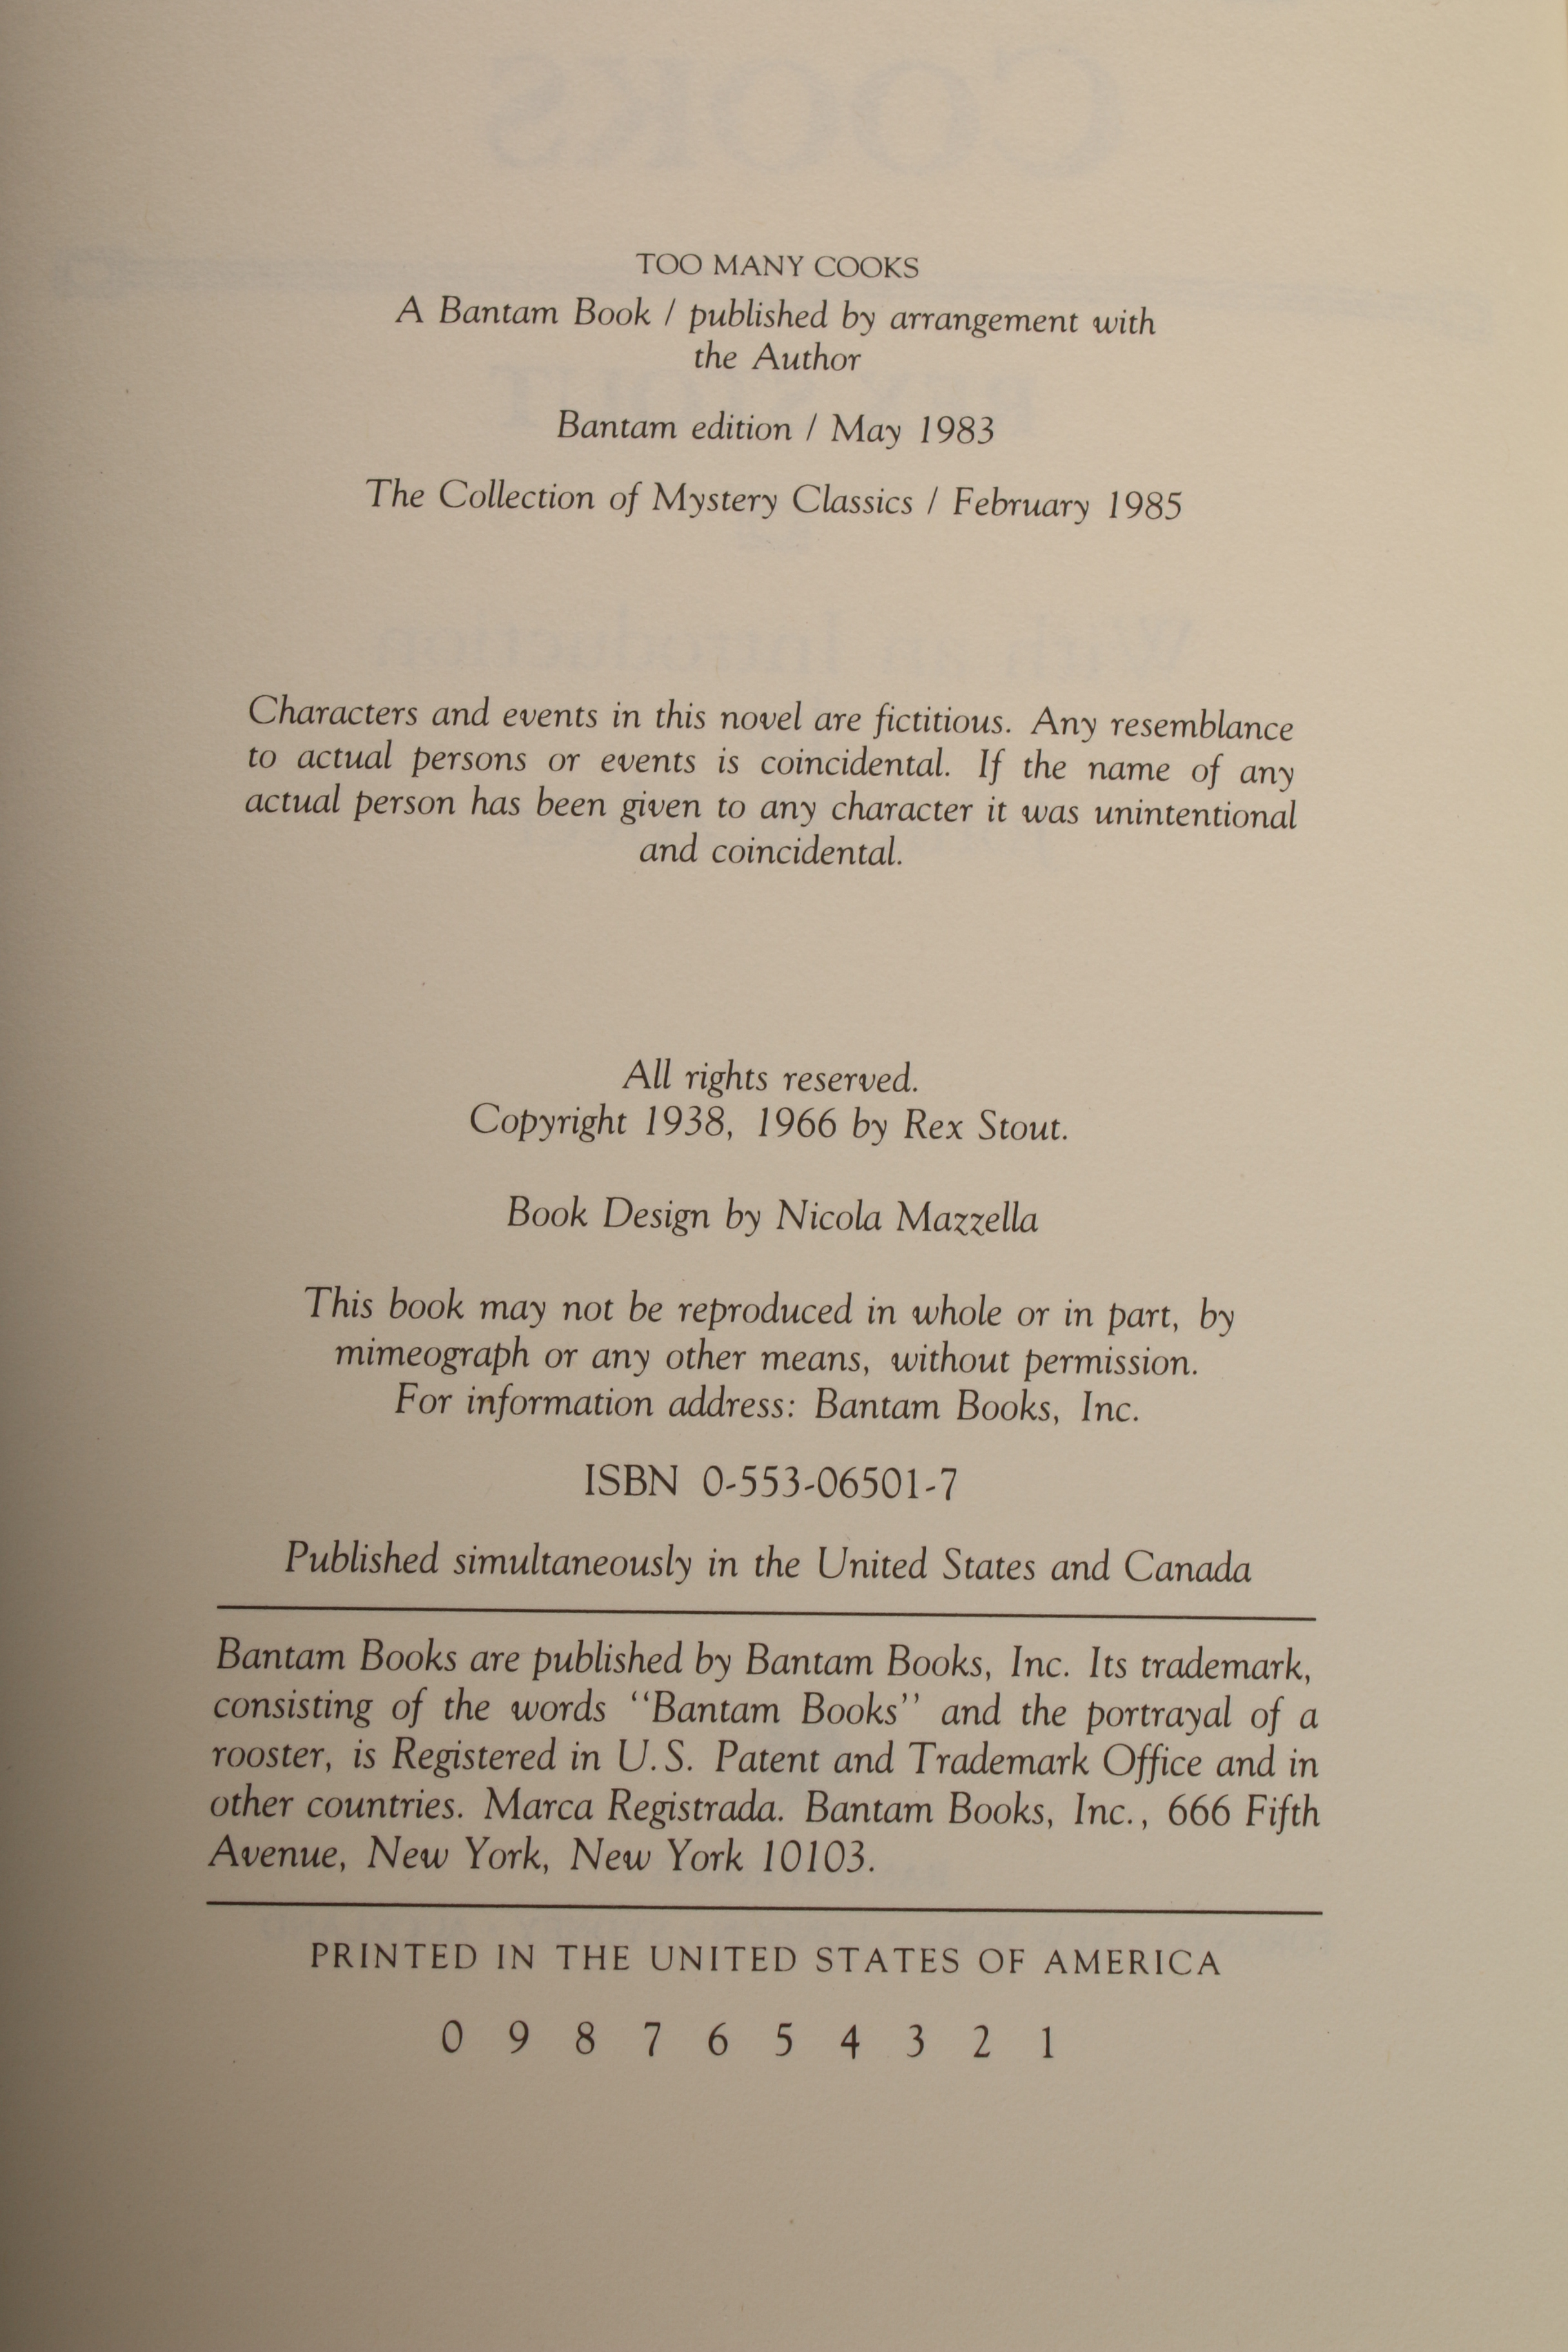 TOO MANY COOKS
A Bantam Book / published by arrangement with
the Author
Bantam edition / May 1983
The Collection of Mystery Classics / February 1985
Characters and events in this novel are fictitious. Any resemblance
to actual persons or events is coincidental. If the name of any
actual person has been given to any character it was unintentional
and coincidental.
All rights reserved.
Copyright 1938, 1966 by Rex Stout.
Book Design by Nicola Mazzella
This book may not be reproduced in whole or in part, by
mimeograph or any other means, without permission.
For information address: Bantam Books, Inc.
ISBN 0-553-06501-7
Published simultaneously in the United States and Canada
Bantam Books are published by Bantam Books, Inc. Its trademark,
consisting of the words "Bantam Books" and the portrayal of a
rooster, is Registered in U.S. Patent and Trademark Office and in
other countries. Marca Registrada. Bantam Books, Inc., 666 Fifth
Avenue, New York, New York 10103.
PRINTED IN THE UNITED STATES OF AMERICA
0 9 8 7 6 5 4 3 2 1